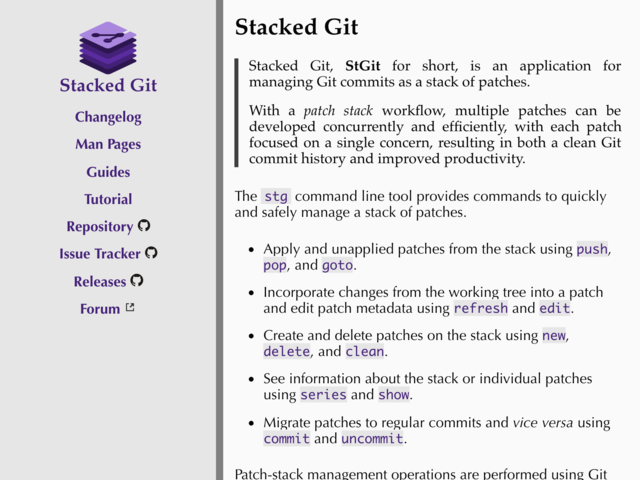 Stacked Git
Changelog
Man Pages
Guides
Tutorial
Repository
Issue Tracker
Releases
Forum
Stacked Git
Stacked Git, StGit for short, is an application for
managing Git commits as a stack of patches.
With a patch stack workflow, multiple patches can be
developed concurrently and efficiently, with each patch
focused on a single concern, resulting in both a clean Git
commit history and improved productivity.
The stg command line tool provides commands to quickly
and safely manage a stack of patches.
• Apply and unapplied patches from the stack using push,
pop, and goto.
• Incorporate changes from the working tree into a patch
and edit patch metadata using refresh and edit.
• Create and delete patches on the stack using new,
delete, and clean.
• See information about the stack or individual patches
using series and show.
• Migrate patches to regular commits and vice versa using
commit and uncommit.
Patch-stack management operations are performed using Git